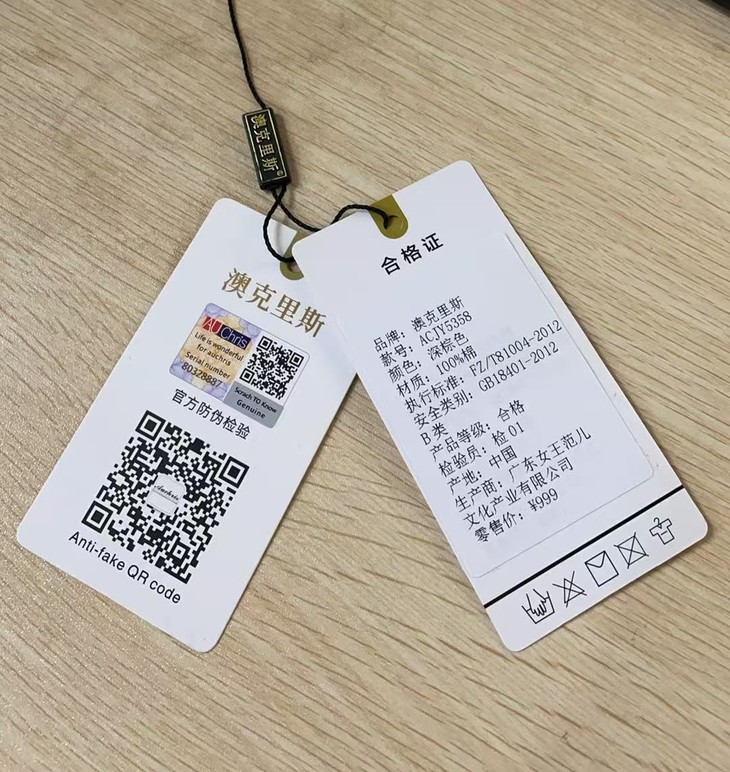 澳克里斯®
澳克里斯
AUChris
Life is wonderful
for auchris
Serial number
80328887
Scrach TO Know
Genuine
官方防伪检验
Auchris
Anti-fake QR code
合格证
品牌: 澳克里斯
款号: ACJY5358
颜色: 深棕色
材质: 100%棉
执行标准: FZ/T81004-2012
安全类别: GB18401-2012
B类
产品等级: 合格
检验员: 检01
产地: 中国
生产商: 广东女王范儿
文化产业有限公司
零售价: ¥999